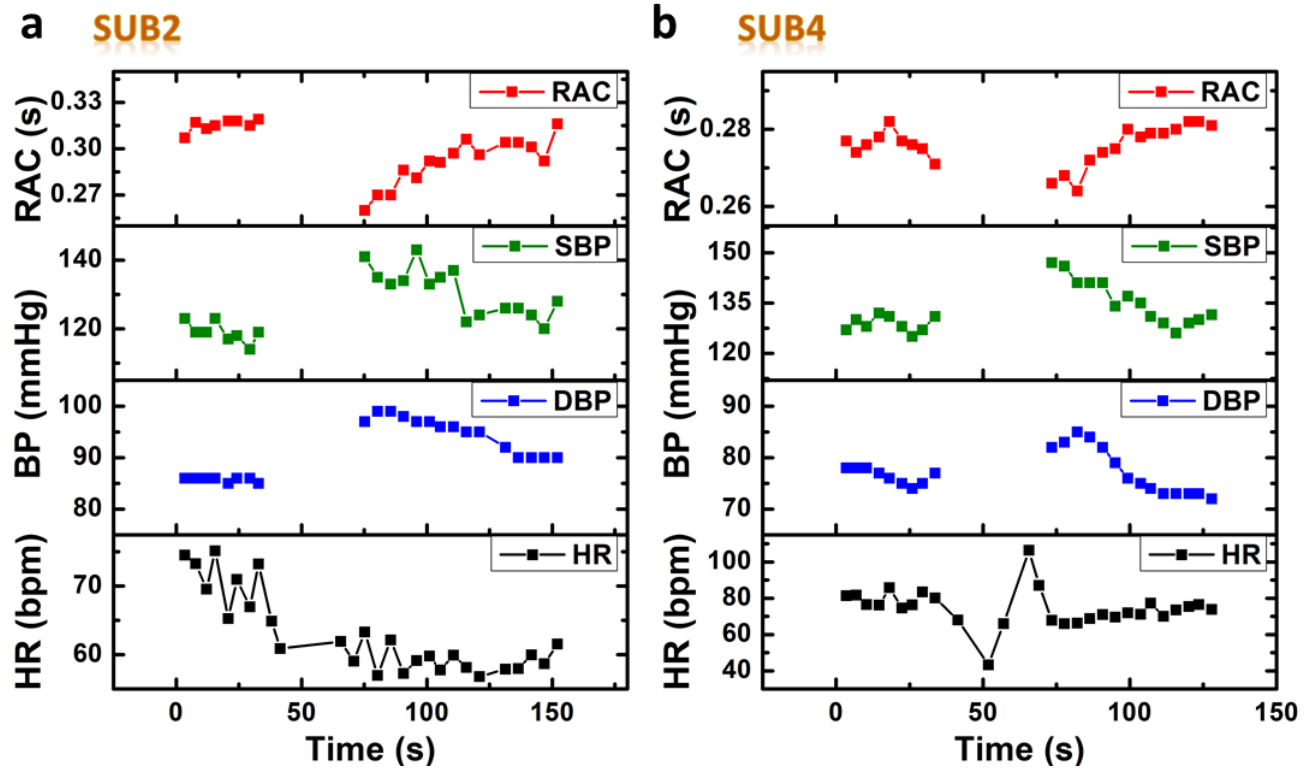 a SUB2
RAC (s)
0.33
0.30
0.27
RAC
BP (mmHg)
140
120
SBP
100
90
80
DBP
HR (bpm)
70
60
HR
0 50 100 150
Time (s)
b SUB4
RAC (s)
0.28
0.26
RAC
BP (mmHg)
150
135
120
SBP
90
80
70
DBP
HR (bpm)
100
80
60
40
HR
0 50 100 150
Time (s)